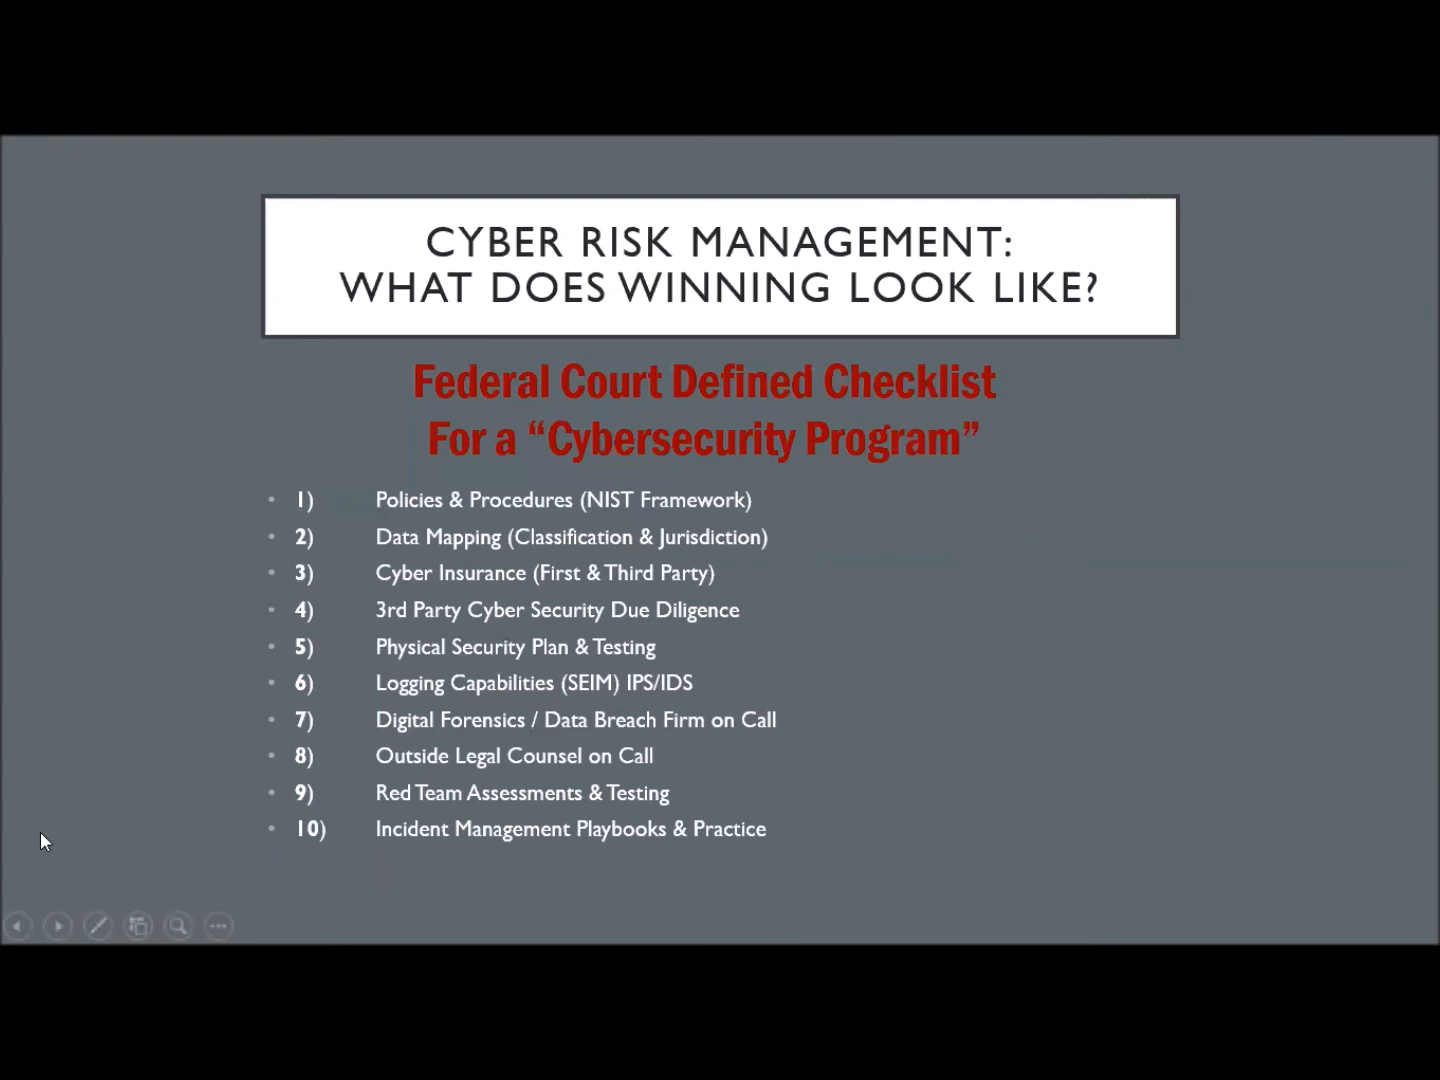 CYBER RISK MANAGEMENT:
WHAT DOES WINNING LOOK LIKE?
Federal Court Defined Checklist
For a “Cybersecurity Program”
• 1) Policies & Procedures (NIST Framework)
• 2) Data Mapping (Classification & Jurisdiction)
• 3) Cyber Insurance (First & Third Party)
• 4) 3rd Party Cyber Security Due Diligence
• 5) Physical Security Plan & Testing
• 6) Logging Capabilities (SEIM) IPS/IDS
• 7) Digital Forensics / Data Breach Firm on Call
• 8) Outside Legal Counsel on Call
• 9) Red Team Assessments & Testing
• 10) Incident Management Playbooks & Practice